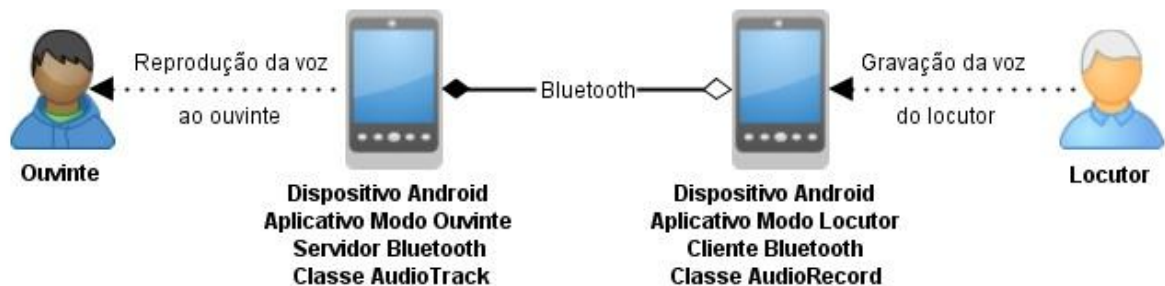 Reprodução da voz
ao ouvinte
Bluetooth
Gravação da voz
do locutor
Ouvinte
Locutor
Dispositivo Android
Aplicativo Modo Ouvinte
Servidor Bluetooth
Classe AudioTrack
Dispositivo Android
Aplicativo Modo Locutor
Cliente Bluetooth
Classe AudioRecord